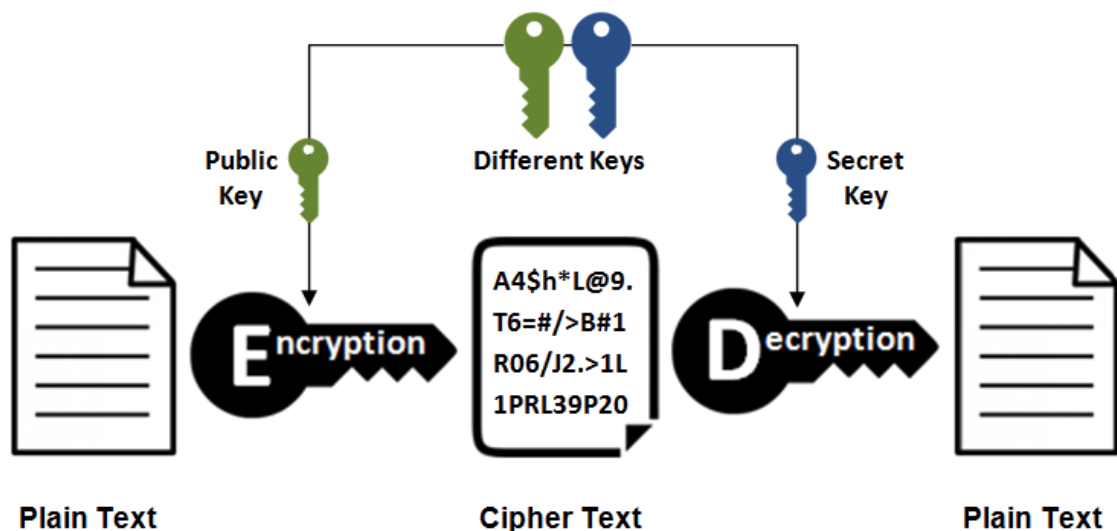 Different Keys
Public
Key
Secret
Key
Encryption
A4$h*L@9.
T6=#/>B#1
R06/J2.>1L
1PRL39P20
Decryption
Plain Text
Cipher Text
Plain Text